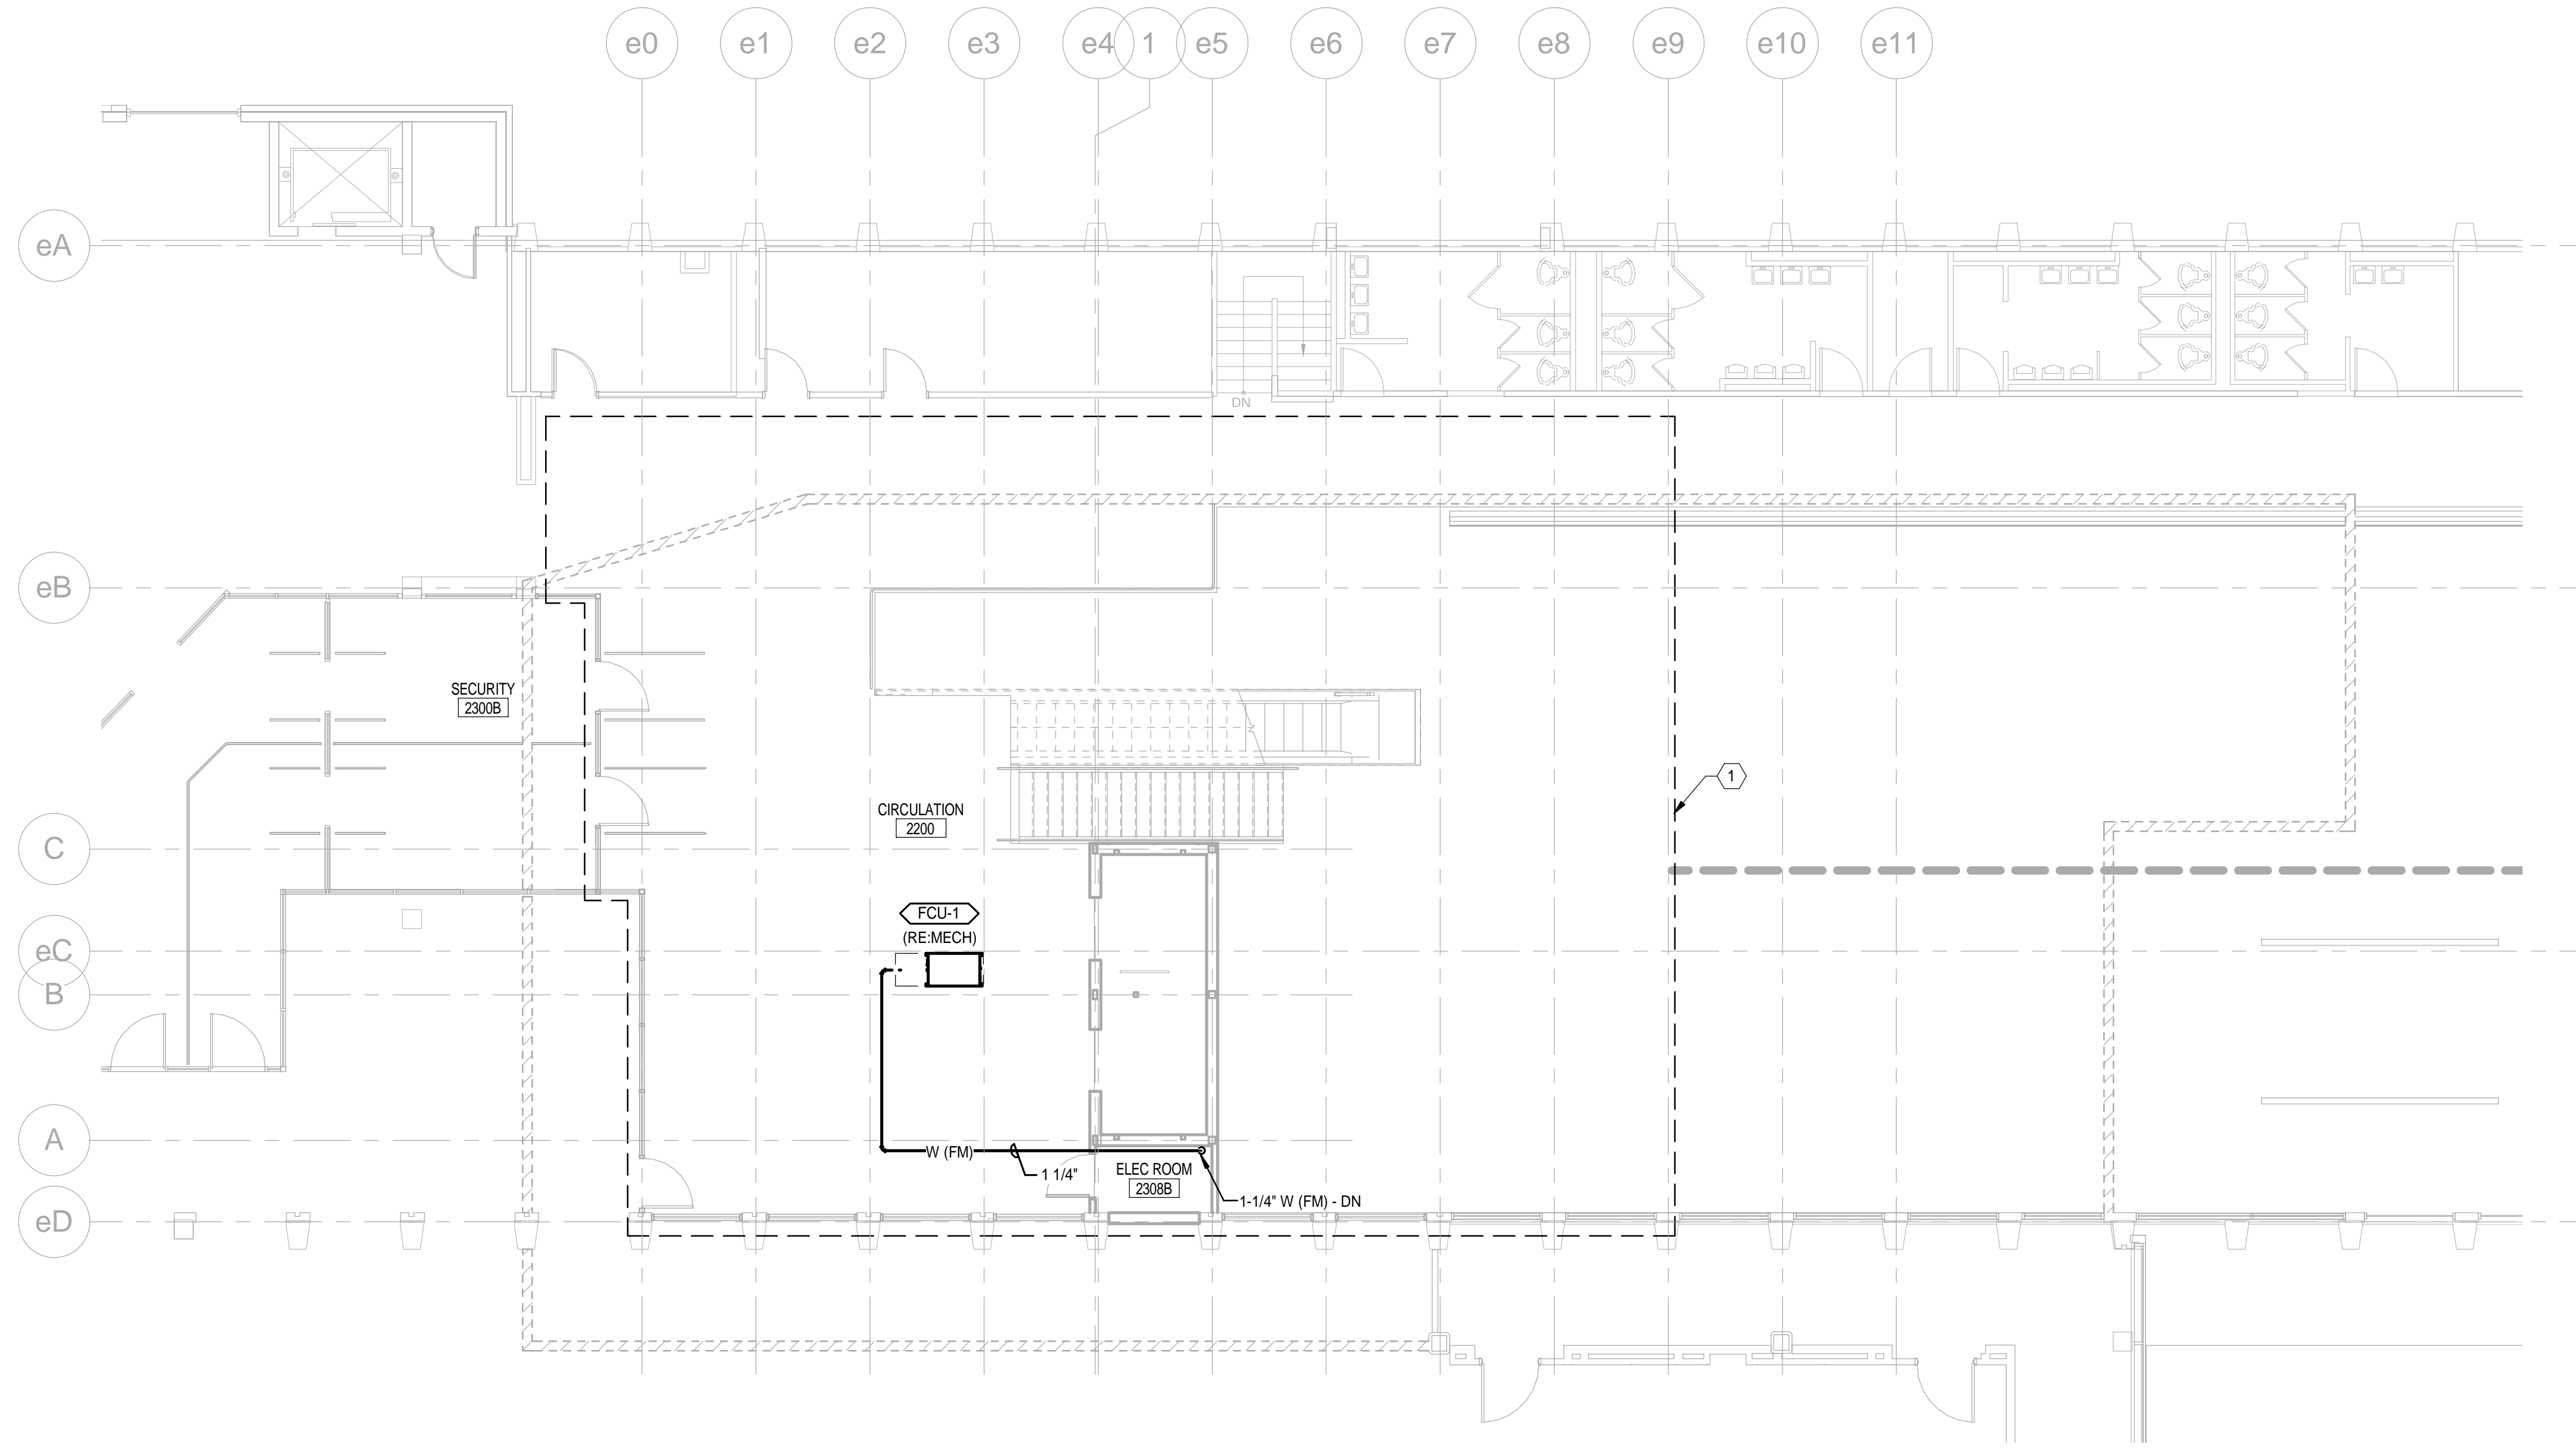 e0
e1
e2
e3
e4
1
e5
e6
e7
e8
e9
e10
e11
eA
DN
eB
SECURITY
2300B
1
CIRCULATION
2200
C
FCU-1
(RE:MECH)
eC
B
A
W (FM)
1 1/4"
ELEC ROOM
2308B
1-1/4" W (FM) - DN
eD